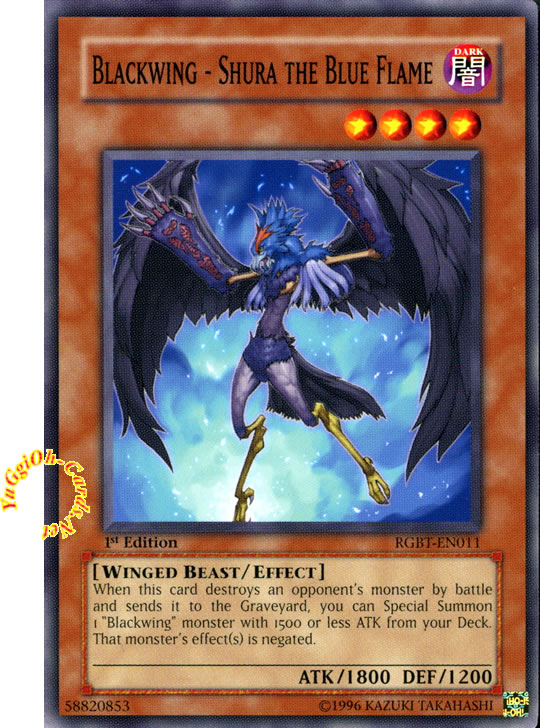 BLACKWING - SHURA THE BLUE FLAME
DARK
闇
YuGgiOh-Cards.Net
1st Edition
RGBT-EN011
[WINGED BEAST/EFFECT]
When this card destroys an opponent's monster by battle
and sends it to the Graveyard, you can Special Summon
1 "Blackwing" monster with 1500 or less ATK from your Deck.
That monster's effect(s) is negated.
ATK/1800 DEF/1200
58820853
©1996 KAZUKI TAKAHASHI